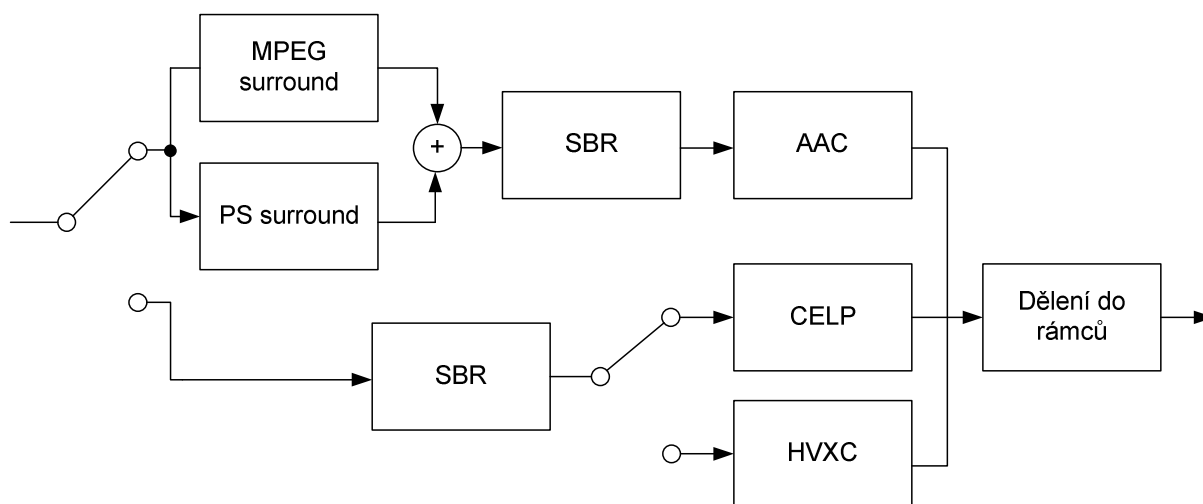 MPEG
surround
+
SBR
AAC
PS surround
CELP
Dělení do
rámců
SBR
HVXC